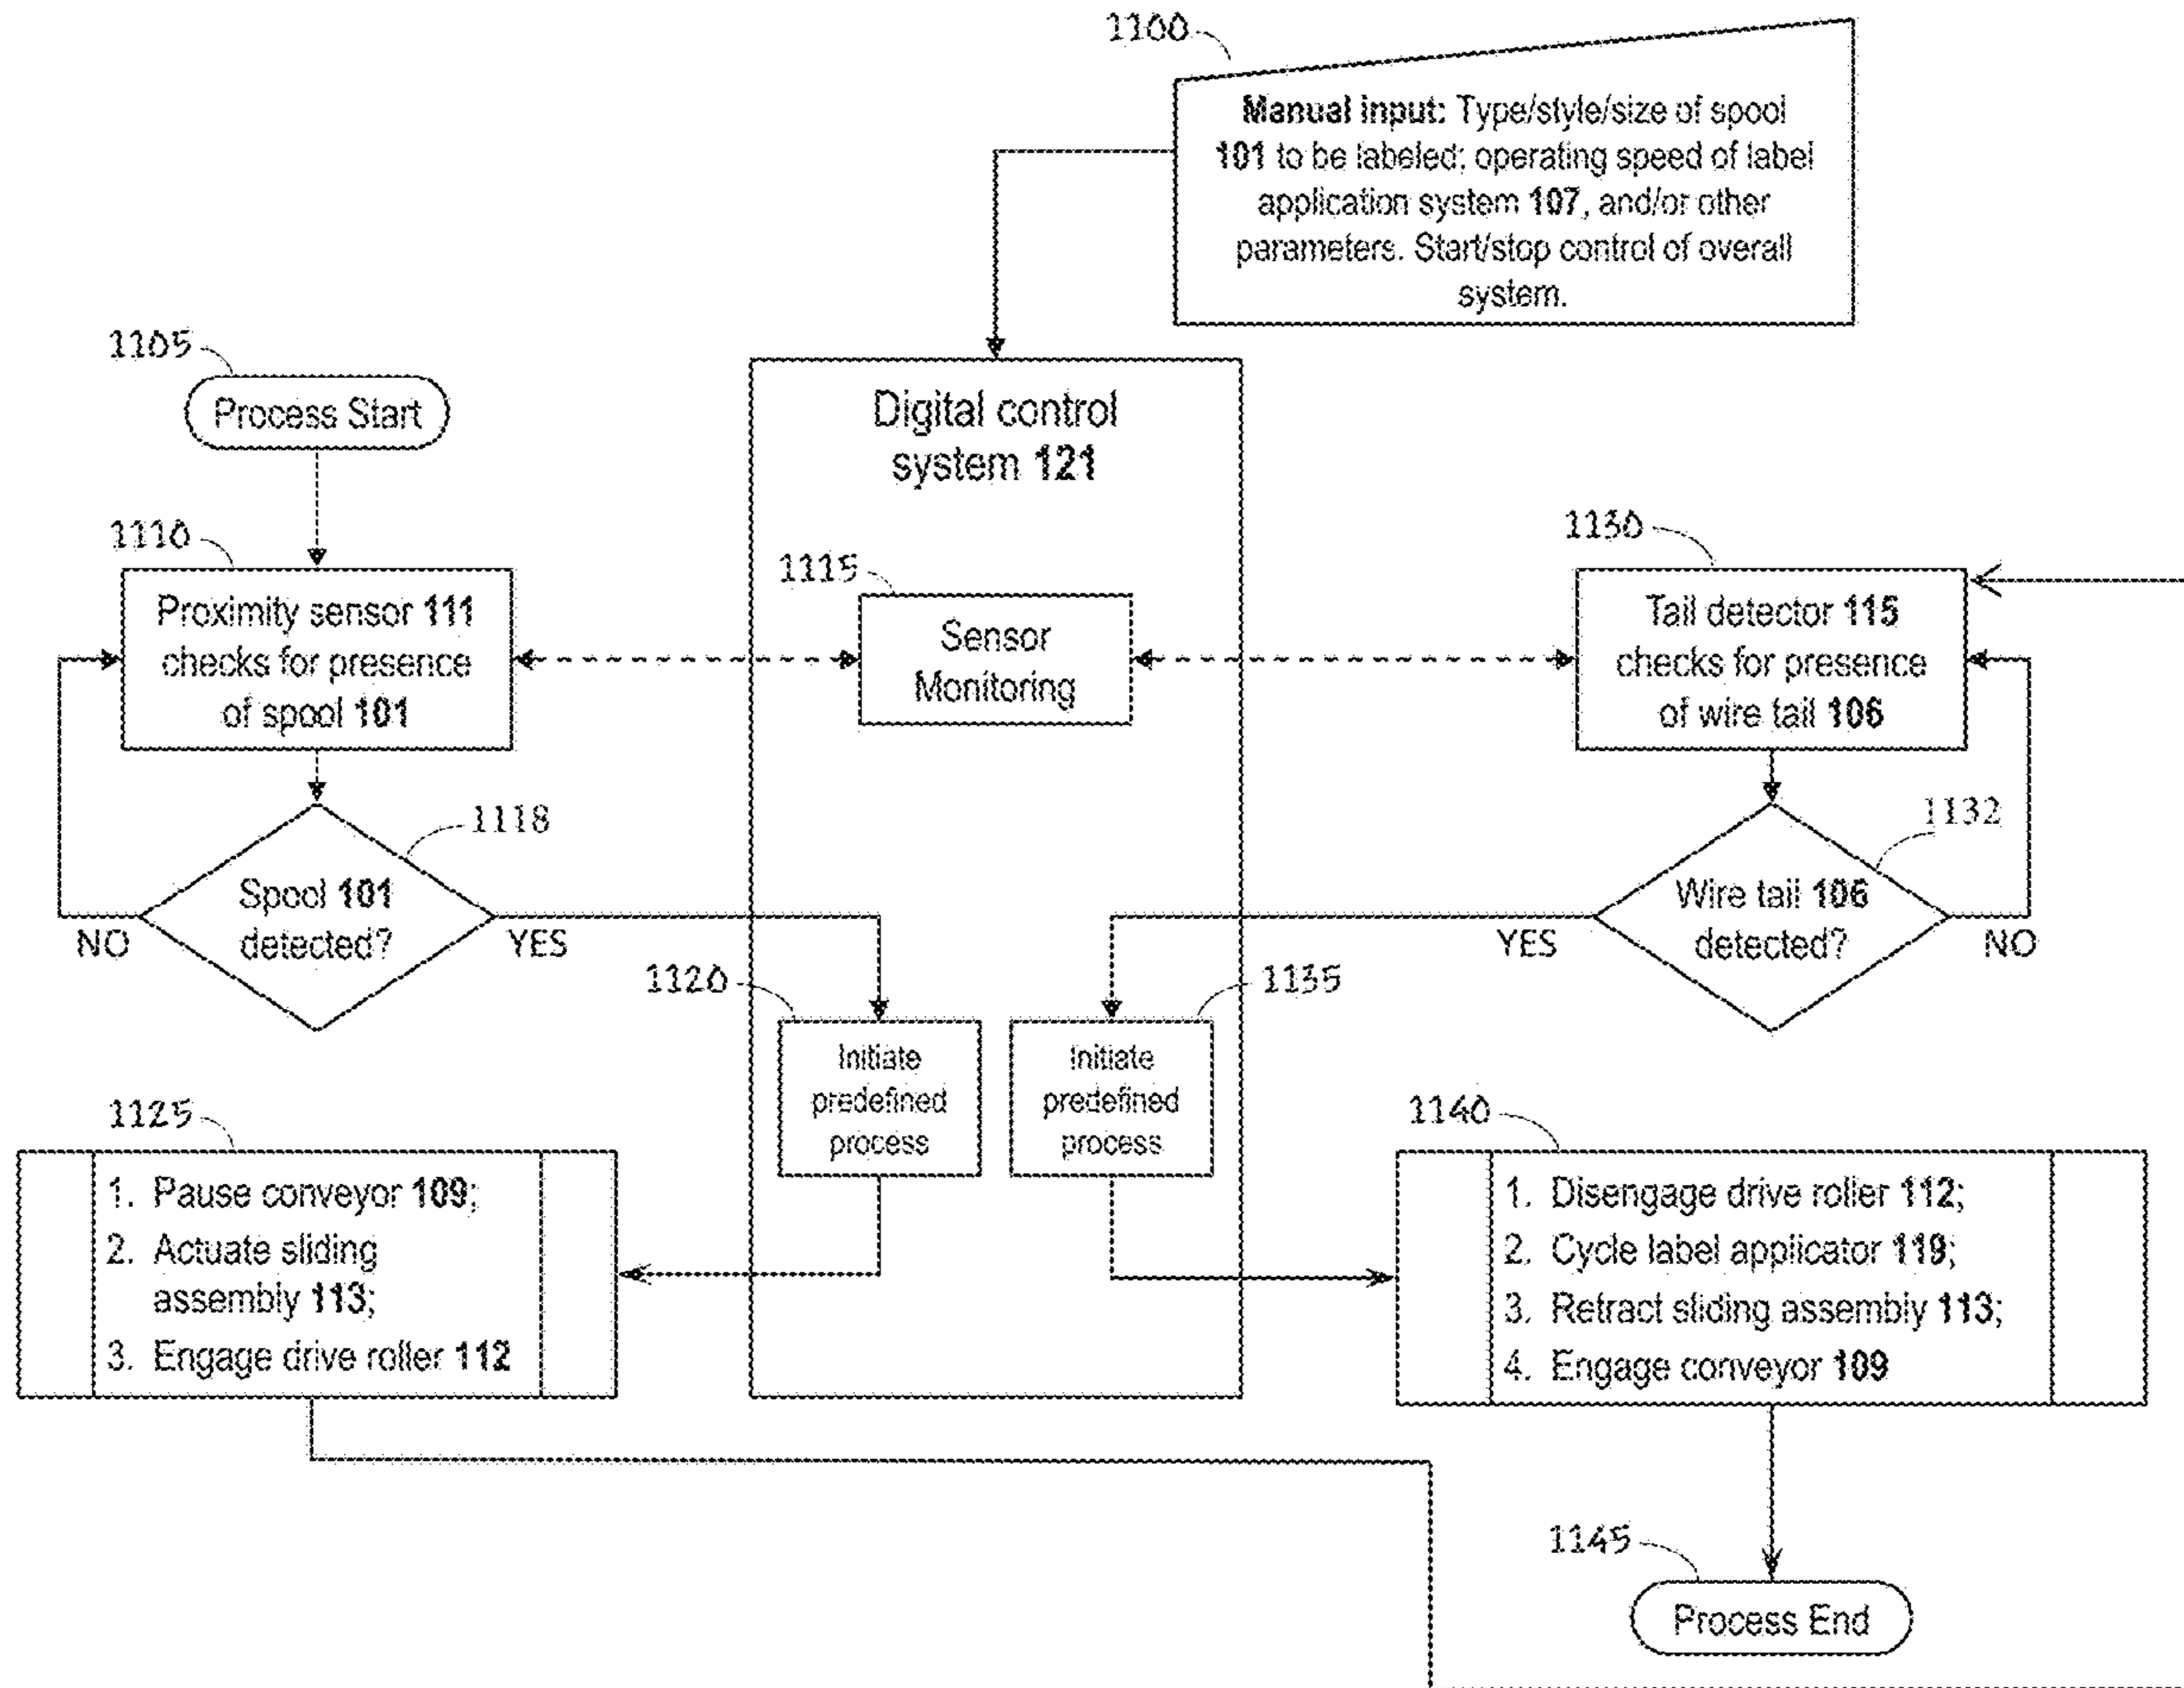 1100
Manual input: Type/style/size of spool
101 to be labeled; operating speed of label
application system 107, and/or other
parameters. Start/stop control of overall
system.
1105
Process Start
Digital control
system 121
1110
Proximity sensor 111
checks for presence
of spool 101
1115
Sensor
Monitoring
1130
Tail detector 115
checks for presence
of wire tail 106
1118
Spool 101
detected?
NO
YES
1132
Wire tail 106
detected?
YES
NO
1120
Initiate
predefined
process
1135
Initiate
predefined
process
1125
1. Pause conveyor 109;
2. Actuate sliding
assembly 113;
3. Engage drive roller 112
1140
1. Disengage drive roller 112;
2. Cycle label applicator 119;
3. Retract sliding assembly 113;
4. Engage conveyor 109
1145
Process End